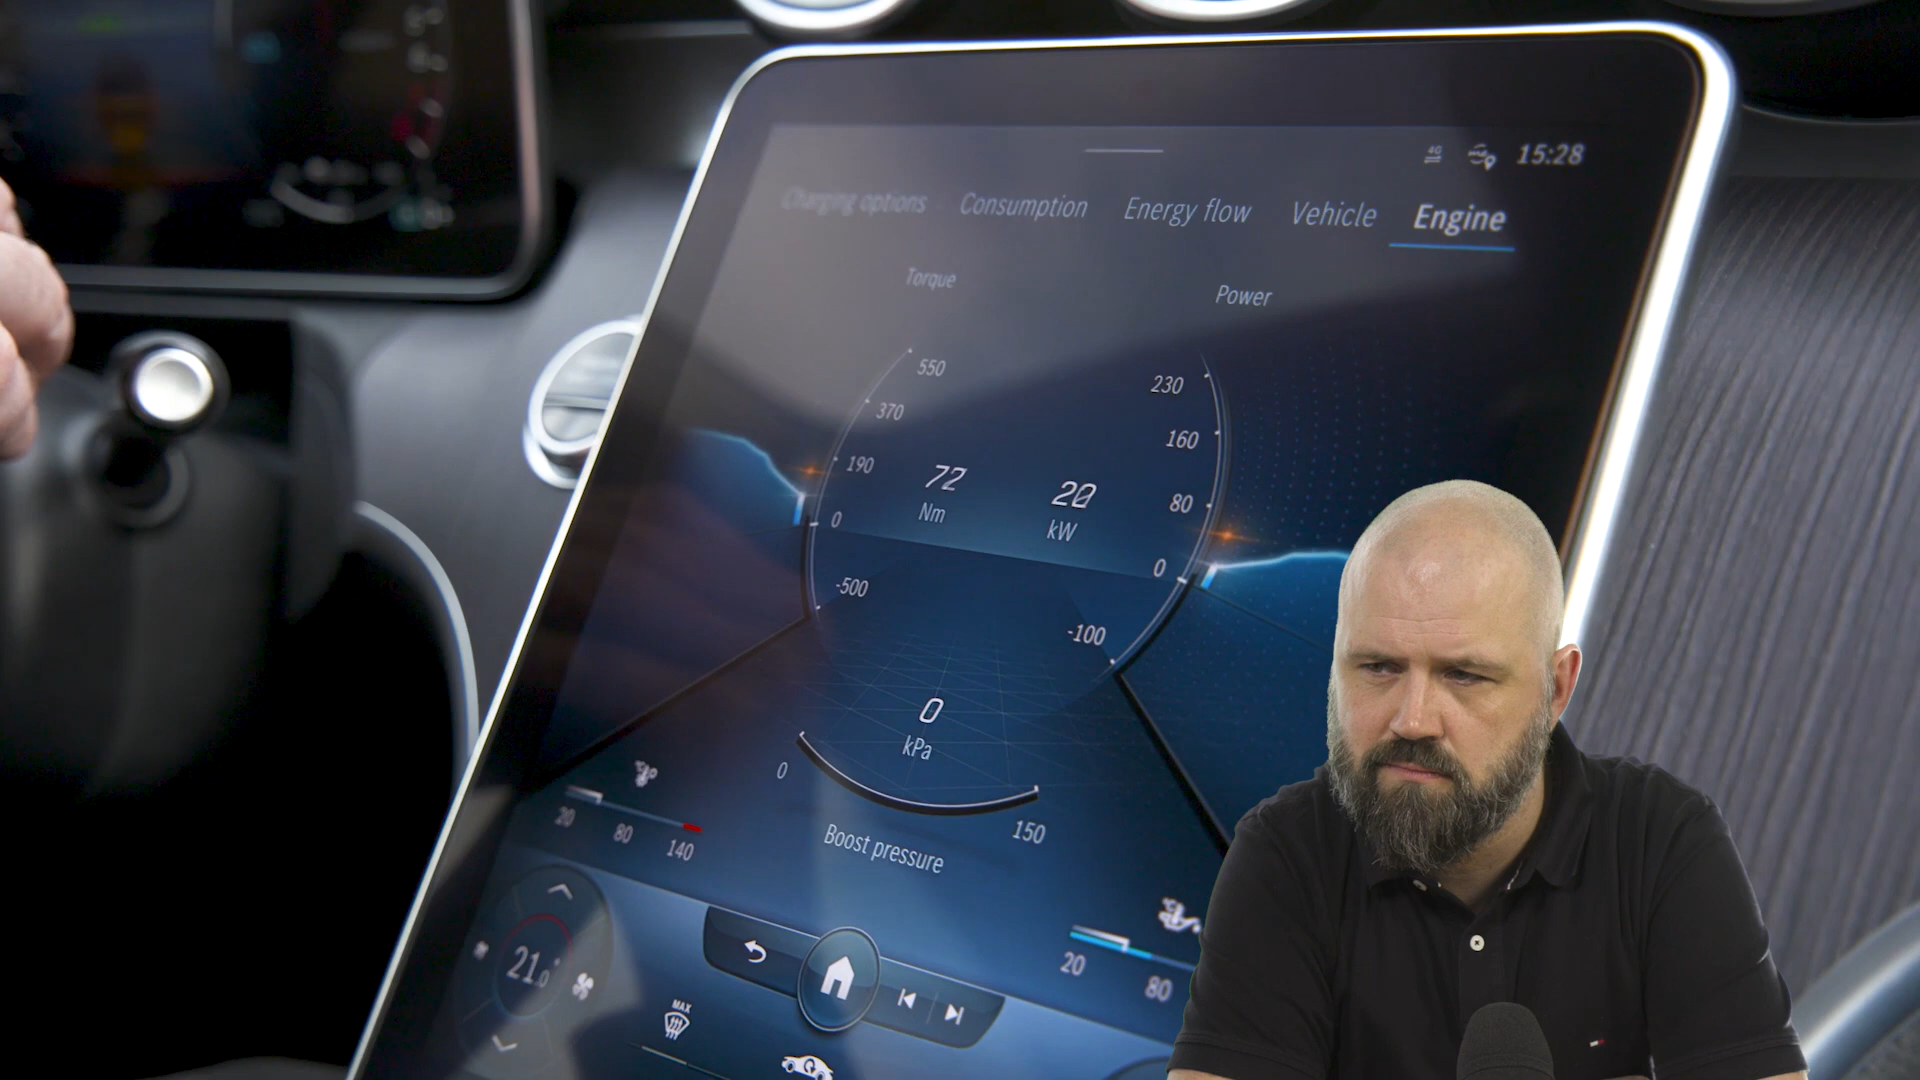 4G 15:28
Charging options Consumption Energy flow Vehicle Engine
Torque
Power
550
370
190
0
-500
72
Nm
20
kW
230
160
80
0
-100
0
kPa
0
150
Boost pressure
20 80 140
20 80
21.0
MAX